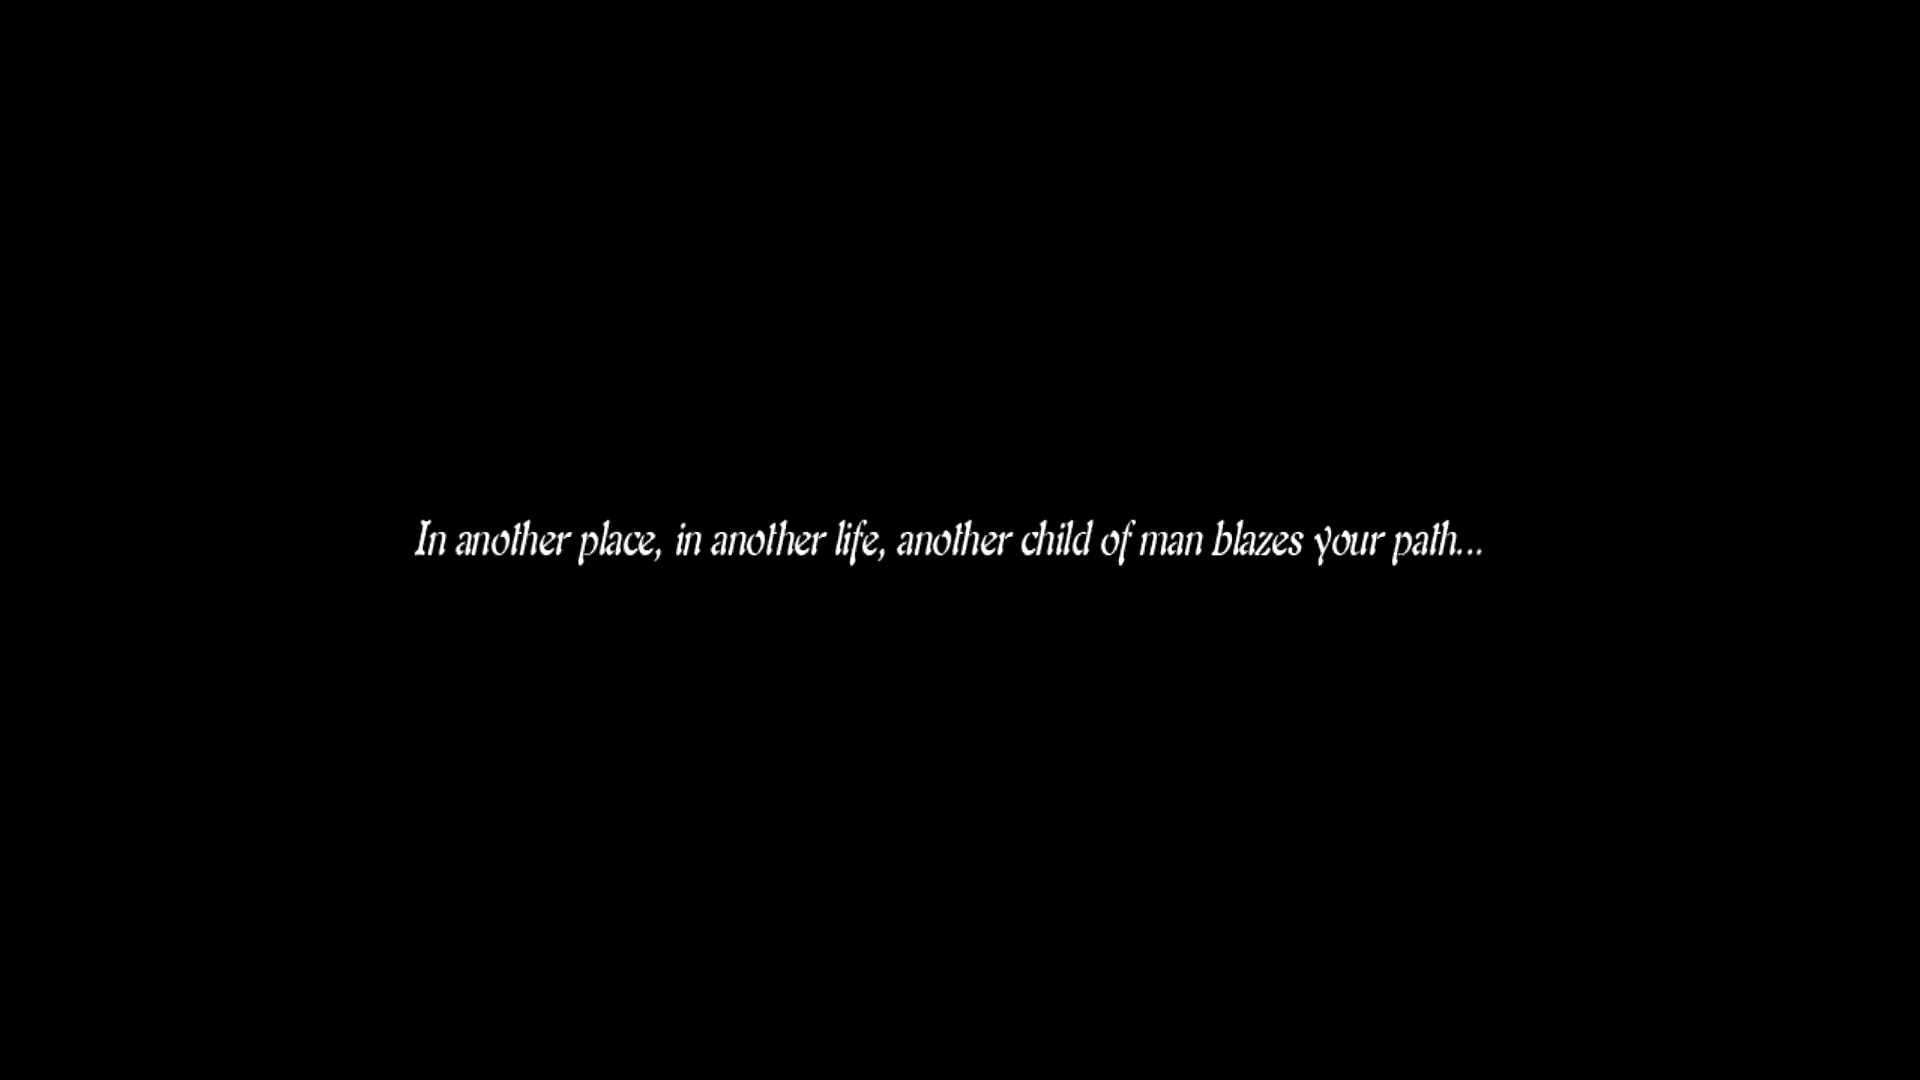 In another place, in another life, another child of man blazes your path...